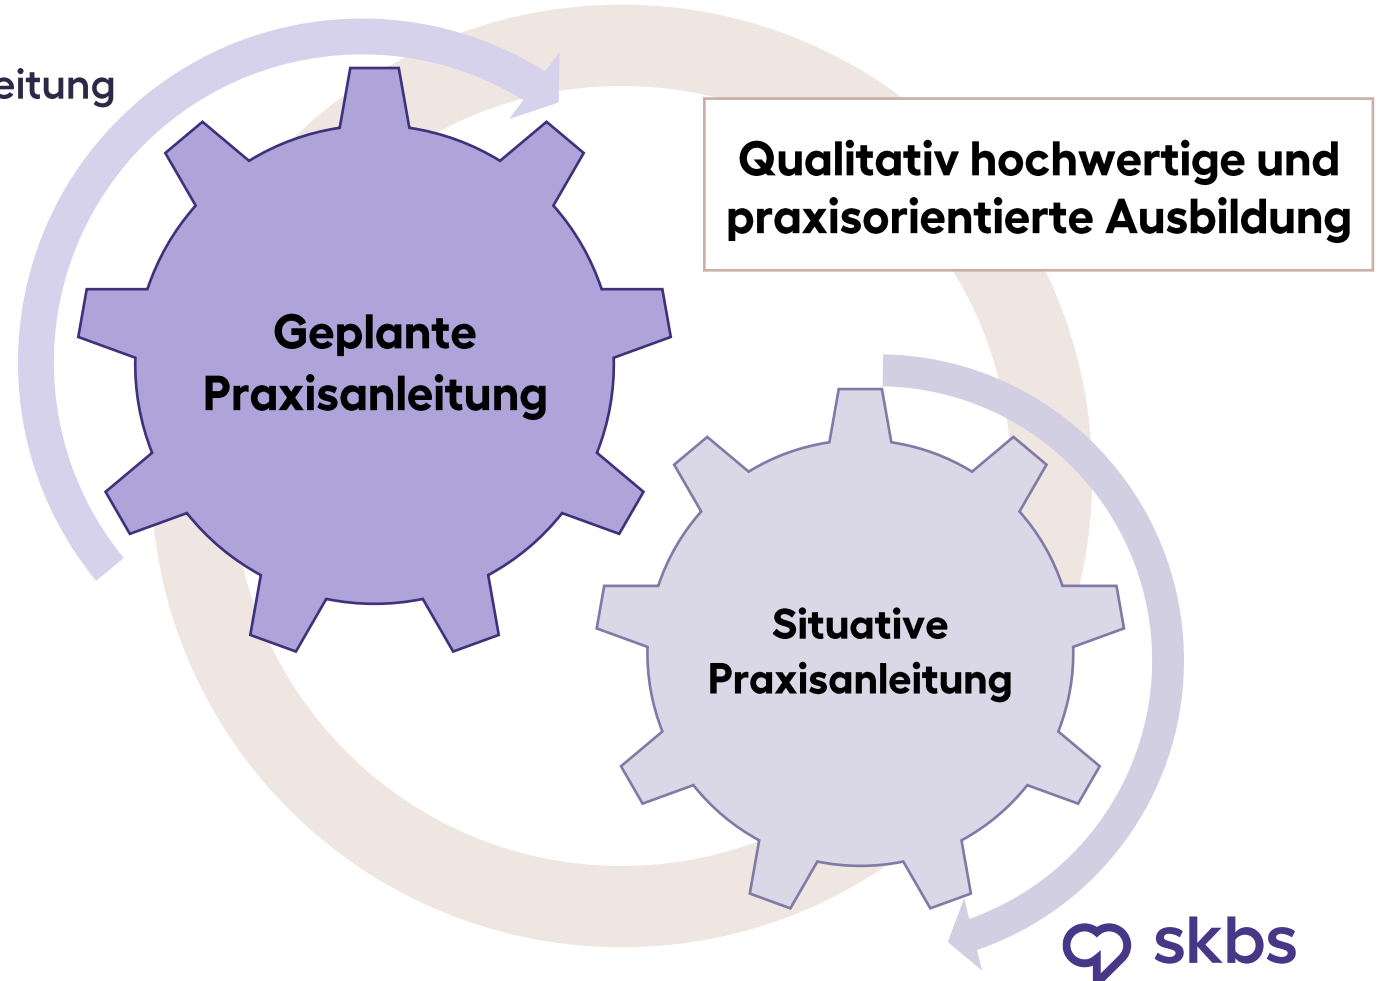 eitung
Qualitativ hochwertige und
praxisorientierte Ausbildung
Geplante
Praxisanleitung
Situative
Praxisanleitung
skbs